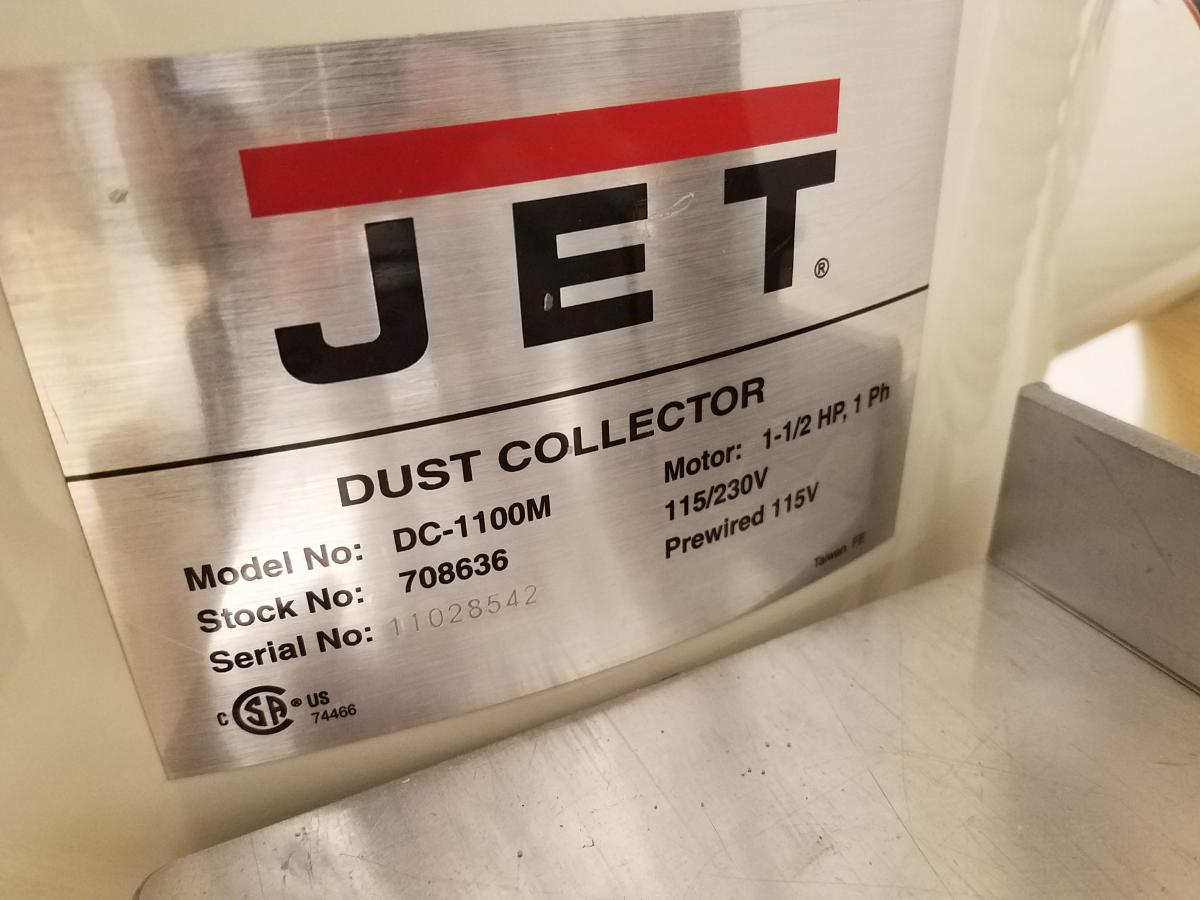 JET®
DUST COLLECTOR
Model No: DC-1100M
Stock No: 708636
Serial No: 11028542
Motor: 1-1/2 HP, 1 Ph
115/230V
Prewired 115V
Taiwan FE
C SA® US
74466